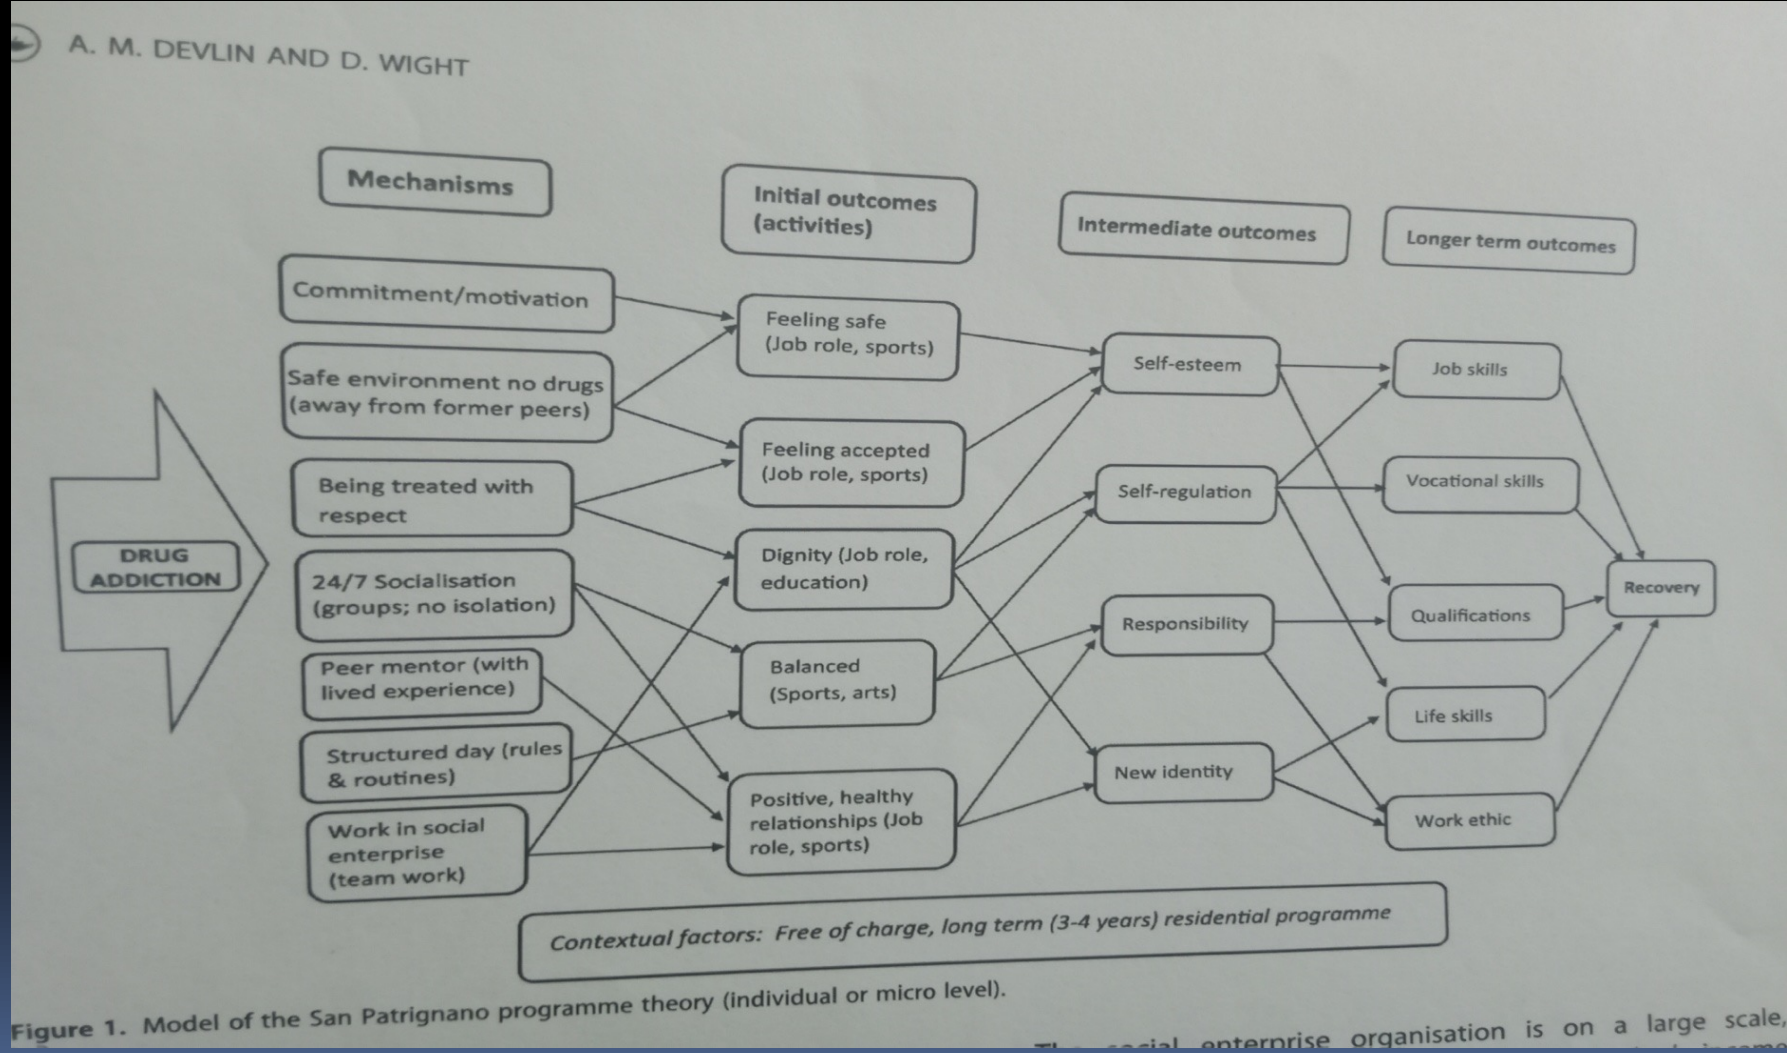 A. M. DEVLIN AND D. WIGHT
Mechanisms
Initial outcomes
(activities)
Intermediate outcomes
Longer term outcomes
DRUG
ADDICTION
Commitment/motivation
Safe environment no drugs
(away from former peers)
Being treated with
respect
24/7 Socialisation
(groups; no isolation)
Peer mentor (with
lived experience)
Structured day (rules
& routines)
Work in social
enterprise
(team work)
Feeling safe
(Job role, sports)
Feeling accepted
(Job role, sports)
Dignity (Job role,
education)
Balanced
(Sports, arts)
Positive, healthy
relationships (Job
role, sports)
Self-esteem
Self-regulation
Responsibility
New identity
Job skills
Vocational skills
Qualifications
Life skills
Work ethic
Recovery
Contextual factors: Free of charge, long term (3-4 years) residential programme
Figure 1. Model of the San Patrignano programme theory (individual or micro level).
social enterprise organisation is on a large scale,